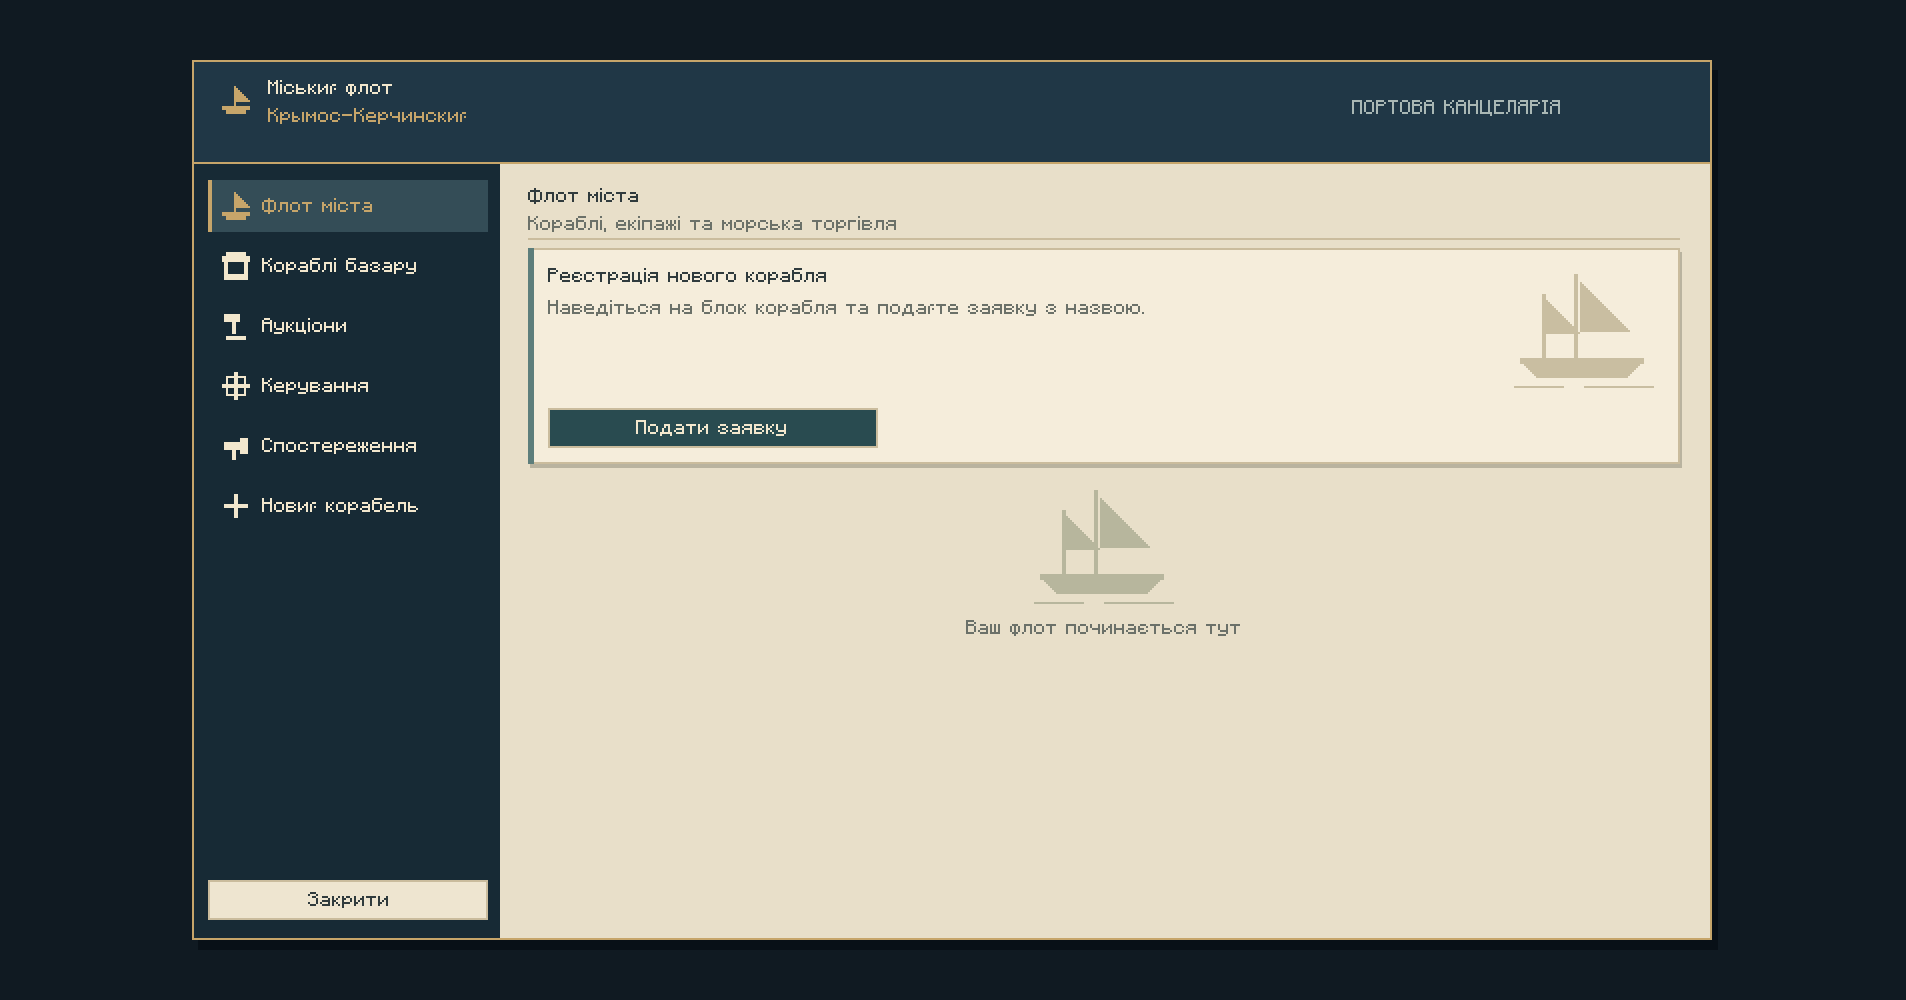 Міський флот
Крымос-Керчинский
ПОРТОВА КАНЦЕЛЯРІЯ
Флот міста
Кораблі базару
Аукціони
Керування
Спостереження
Новий корабель
Закрити
Флот міста
Кораблі, екіпажі та морська торгівля
Реєстрація нового корабля
Наведіться на блок корабля та подайте заявку з назвою.
Подати заявку
Ваш флот починається тут